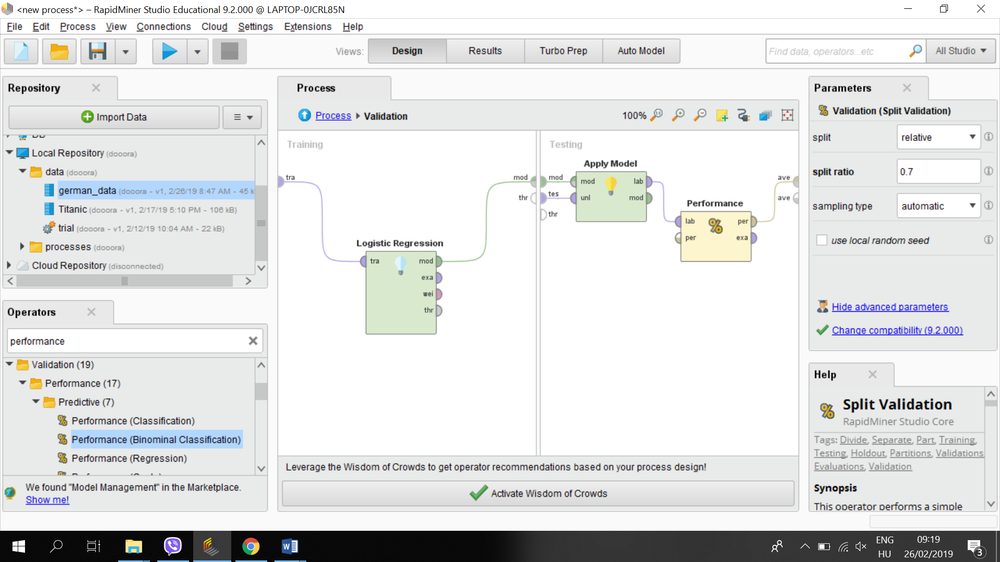 <new process*> – RapidMiner Studio Educational 9.2.000 @ LAPTOP-0JCRL85N
File Edit Process View Connections Cloud Settings Extensions Help
Views: Design Results Turbo Prep Auto Model
Find data, operators...etc
All Studio
Repository
Import Data
DB
Local Repository (dooora)
data (dooora)
german_data (dooora - v1, 2/26/19 8:47 AM - 45 k
Titanic (dooora - v1, 2/17/19 5:10 PM - 106 kB)
trial (dooora - v1, 2/12/19 10:04 AM - 22 kB)
processes (dooora)
Cloud Repository (disconnected)
Operators
performance
Validation (19)
Performance (17)
Predictive (7)
Performance (Classification)
Performance (Binominal Classification)
Performance (Regression)
We found "Model Management" in the Marketplace.
Show me!
Process
Process Validation
100%
Training
tra
mod
thr
Logistic Regression
tra
mod
exa
wei
thr
Testing
mod
tes
thr
Apply Model
mod
lab
unl
mod
Performance
lab
per
per
exa
ave
ave
Leverage the Wisdom of Crowds to get operator recommendations based on your process design!
Activate Wisdom of Crowds
Parameters
Validation (Split Validation)
split relative
split ratio 0.7
sampling type automatic
use local random seed
Hide advanced parameters
Change compatibility (9.2.000)
Help
Split Validation
RapidMiner Studio Core
Tags: Divide, Separate, Part, Training,
Testing, Holdout, Partitions, Validations,
Evaluations, Validation
Synopsis
This operator performs a simple
ENG
HU
09:19
26/02/2019
3